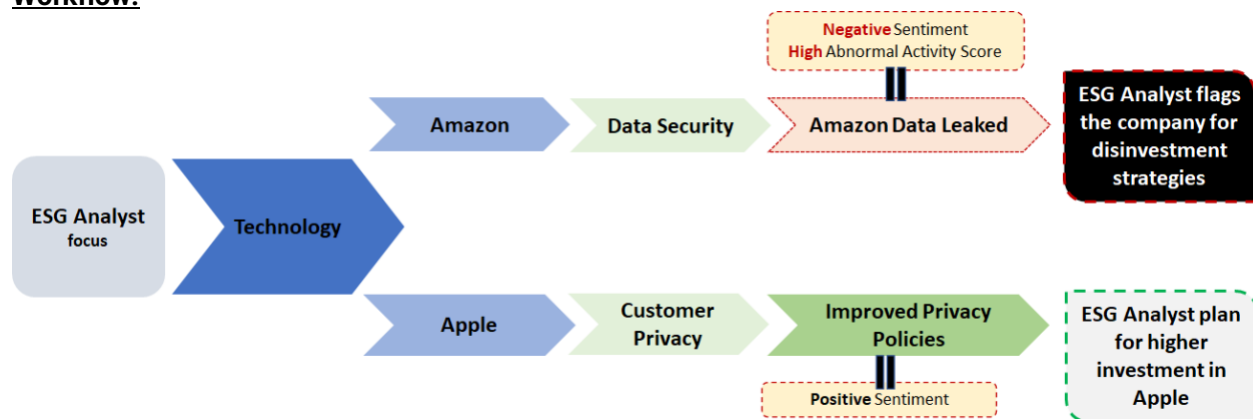 Workflow:
Negative Sentiment
High Abnormal Activity Score
Amazon
Data Security
Amazon Data Leaked
ESG Analyst flags
the company for
disinvestment
strategies
ESG Analyst
focus
Technology
Apple
Customer
Privacy
Improved Privacy
Policies
Positive Sentiment
ESG Analyst plan
for higher
investment in
Apple